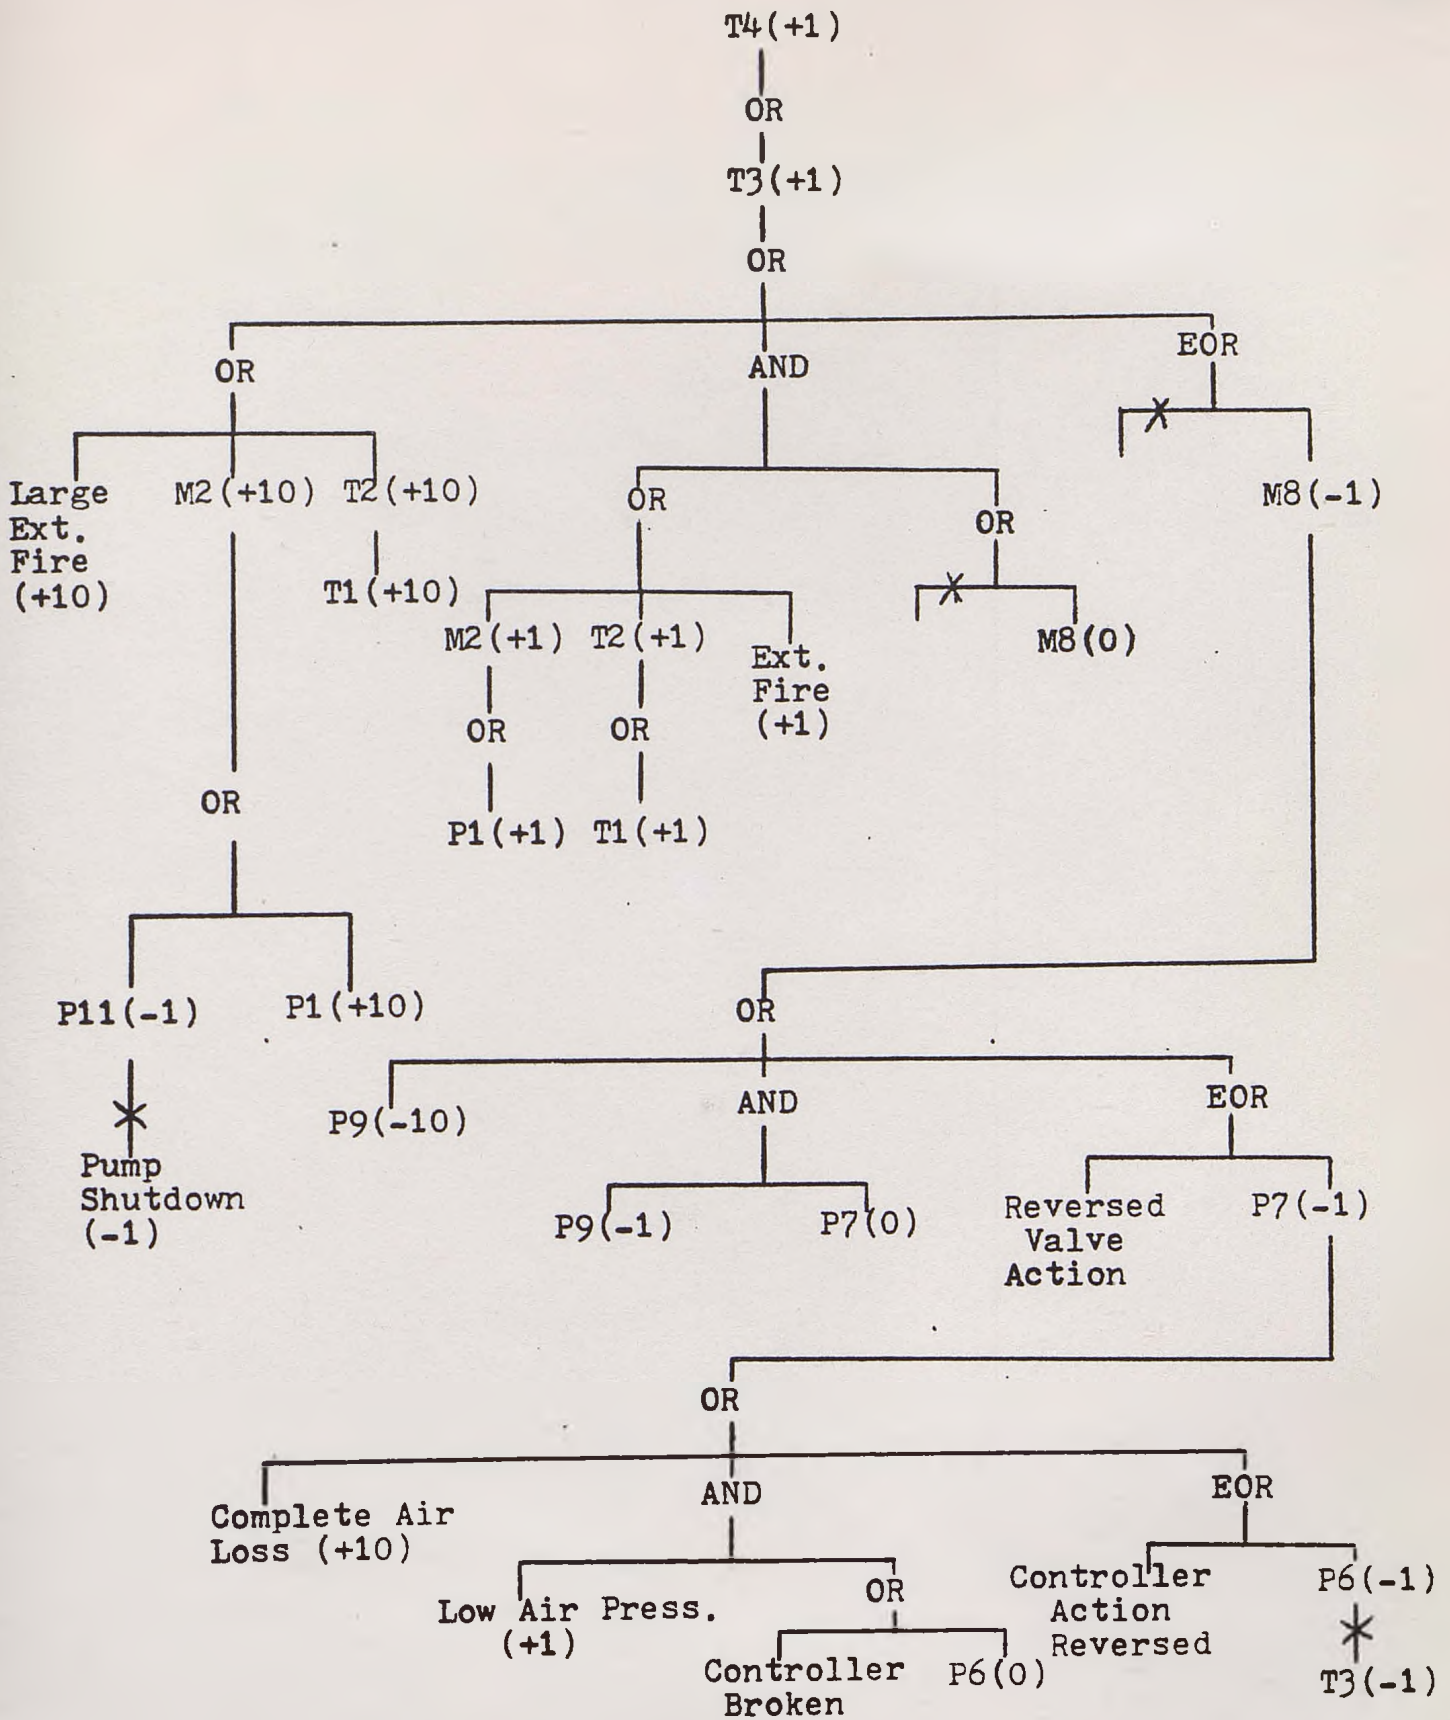 T4(+1)
OR
T3(+1)
OR
OR
AND
EOR
Large
Ext.
Fire
(+10)
M2(+10)
T2(+10)
T1(+10)
OR
OR
M8(-1)
M2(+1)
T2(+1)
Ext.
Fire
(+1)
M8(0)
OR
OR
P1(+1)
T1(+1)
OR
P11(-1)
P1(+10)
Pump
Shutdown
(-1)
OR
P9(-10)
AND
EOR
P9(-1)
P7(0)
Reversed
Valve
Action
P7(-1)
OR
Complete Air
Loss (+10)
AND
EOR
Low Air Press.
(+1)
OR
Controller
Broken
P6(0)
Controller
Action
Reversed
P6(-1)
T3(-1)